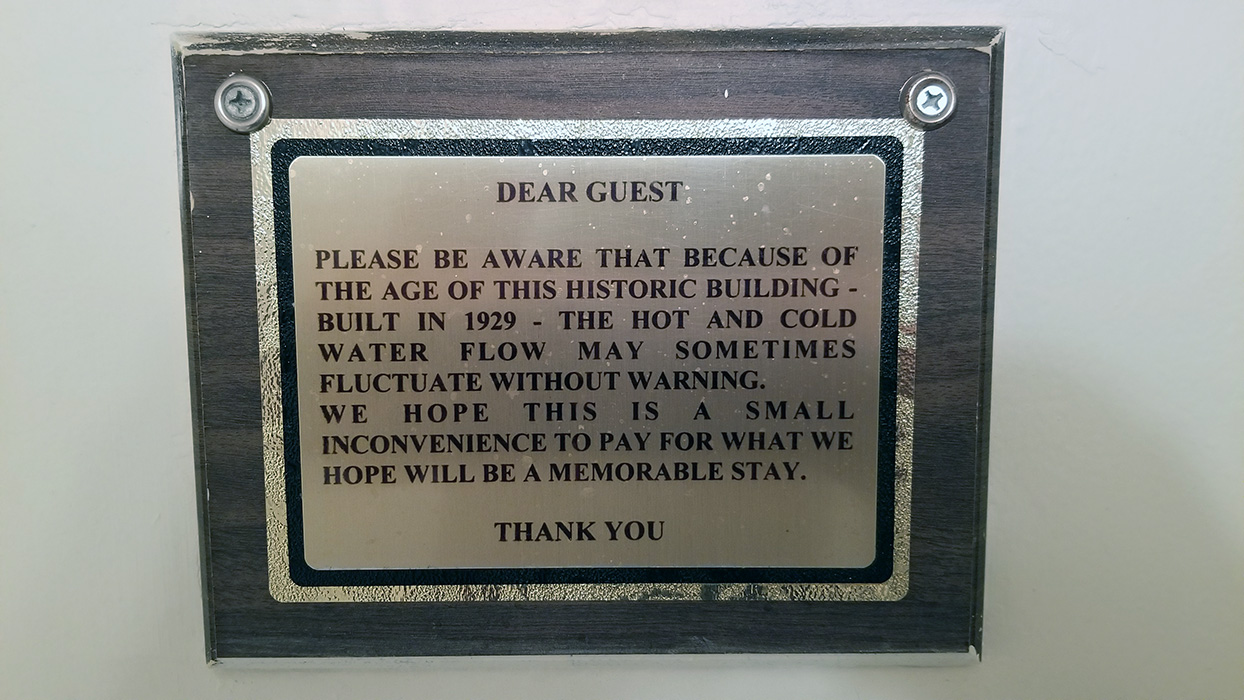 DEAR GUEST
PLEASE BE AWARE THAT BECAUSE OF
THE AGE OF THIS HISTORIC BUILDING -
BUILT IN 1929 - THE HOT AND COLD
WATER FLOW MAY SOMETIMES
FLUCTUATE WITHOUT WARNING.
WE HOPE THIS IS A SMALL
INCONVENIENCE TO PAY FOR WHAT WE
HOPE WILL BE A MEMORABLE STAY.
THANK YOU